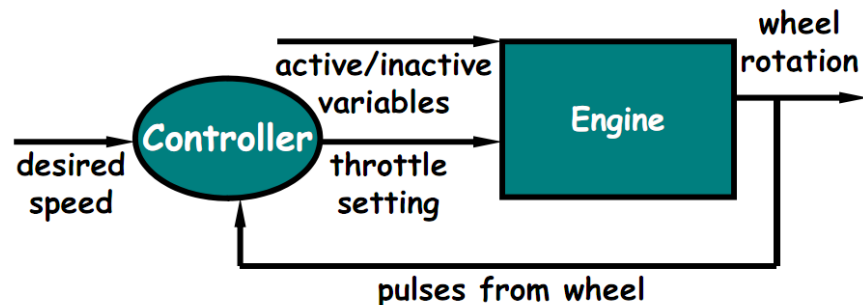 wheel
rotation
active/inactive
variables
Engine
Controller
desired
speed
throttle
setting
pulses from wheel